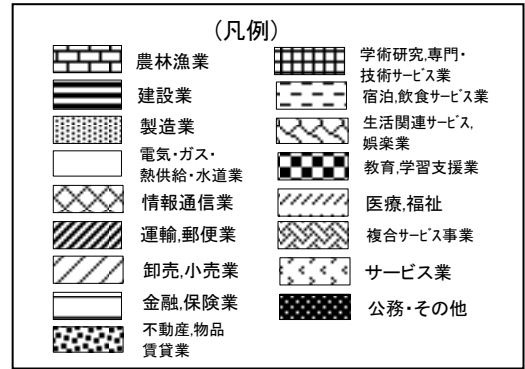 (凡例)
農林漁業
建設業
製造業
電気・ガス・
熱供給・水道業
情報通信業
運輸,郵便業
卸売,小売業
金融,保険業
不動産,物品
賃貸業
学術研究,専門・
技術サービス業
宿泊,飲食サービス業
生活関連サービス,
娯楽業
教育,学習支援業
医療,福祉
複合サービス事業
サービス業
公務・その他